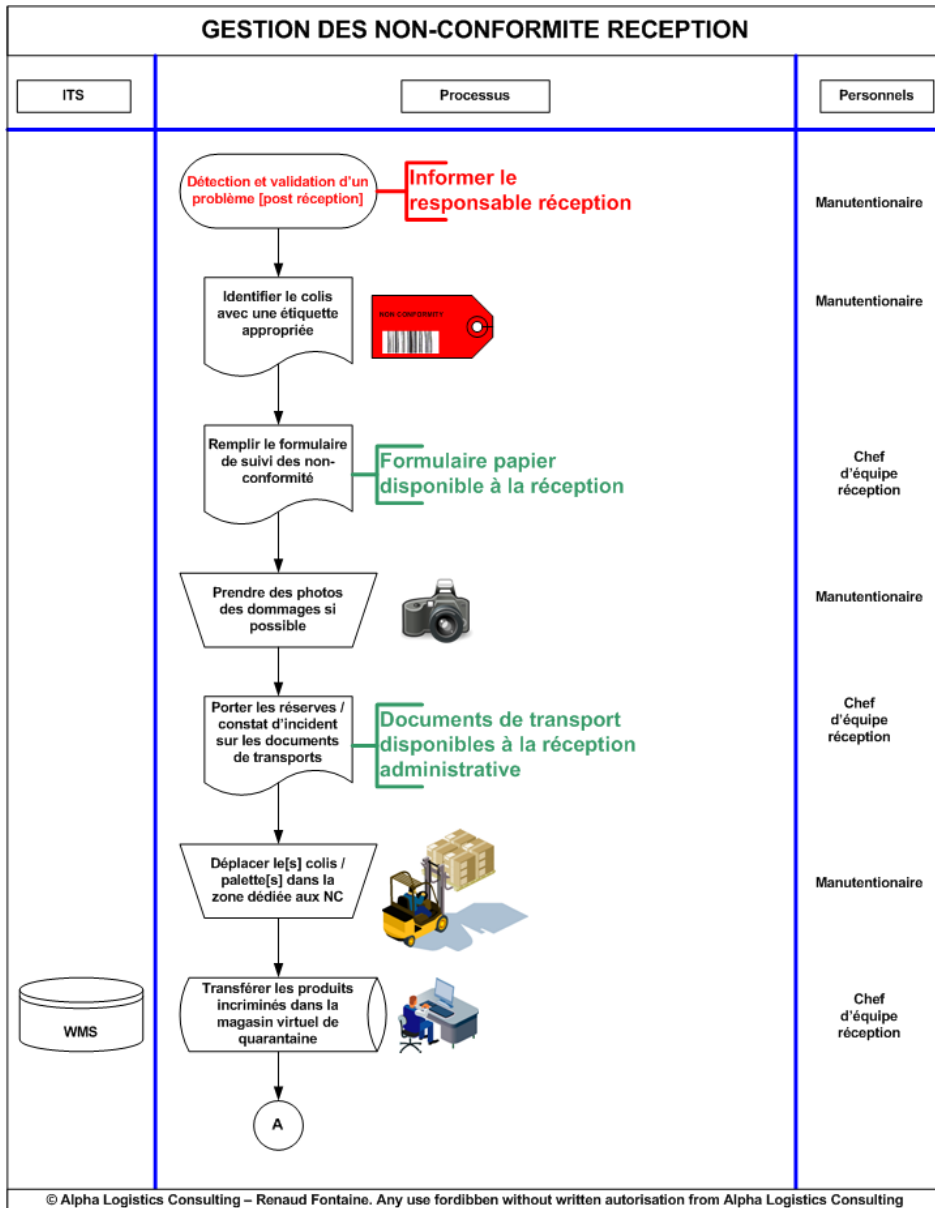 GESTION DES NON-CONFORMITE RECEPTION
ITS
Processus
Personnels
Détection et validation d'un
problème [post réception]
Informer le
responsable réception
Manutentionaire
Identifier le colis
avec une étiquette
appropriée
NON-CONFORMITY
Manutentionaire
Remplir le formulaire
de suivi des non-
conformité
Formulaire papier
disponible à la réception
Chef
d'équipe
réception
Prendre des photos
des dommages si
possible
Manutentionaire
Porter les réserves /
constat d'incident
sur les documents
de transports
Documents de transport
disponibles à la réception
administrative
Chef
d'équipe
réception
Déplacer le[s] colis /
palette[s] dans la
zone dédiée aux NC
Manutentionaire
WMS
Transférer les produits
incriminés dans la
magasin virtuel de
quarantaine
Chef
d'équipe
réception
A
© Alpha Logistics Consulting – Renaud Fontaine. Any use fordibben without written autorisation from Alpha Logistics Consulting